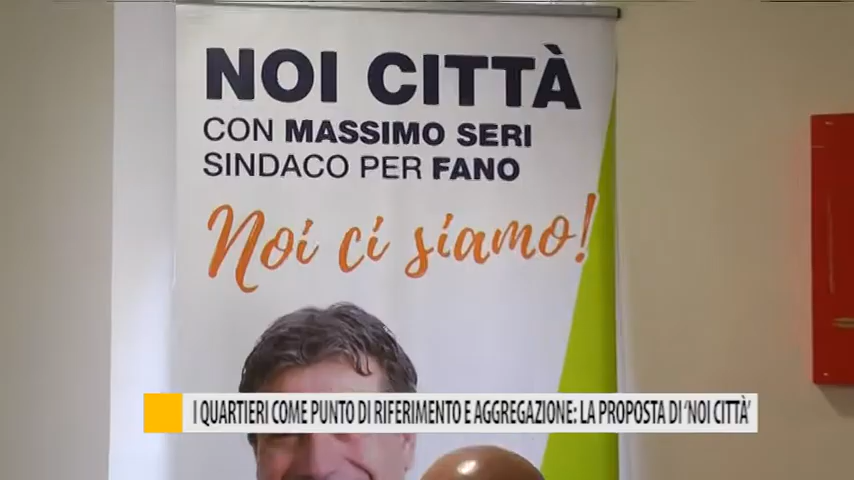 NOI CITTÀ
CON MASSIMO SERI
SINDACO PER FANO
Noi ci siamo!
I QUARTIERI COME PUNTO DI RIFERIMENTO E AGGREGAZIONE: LA PROPOSTA DI 'NOI CITTÀ'